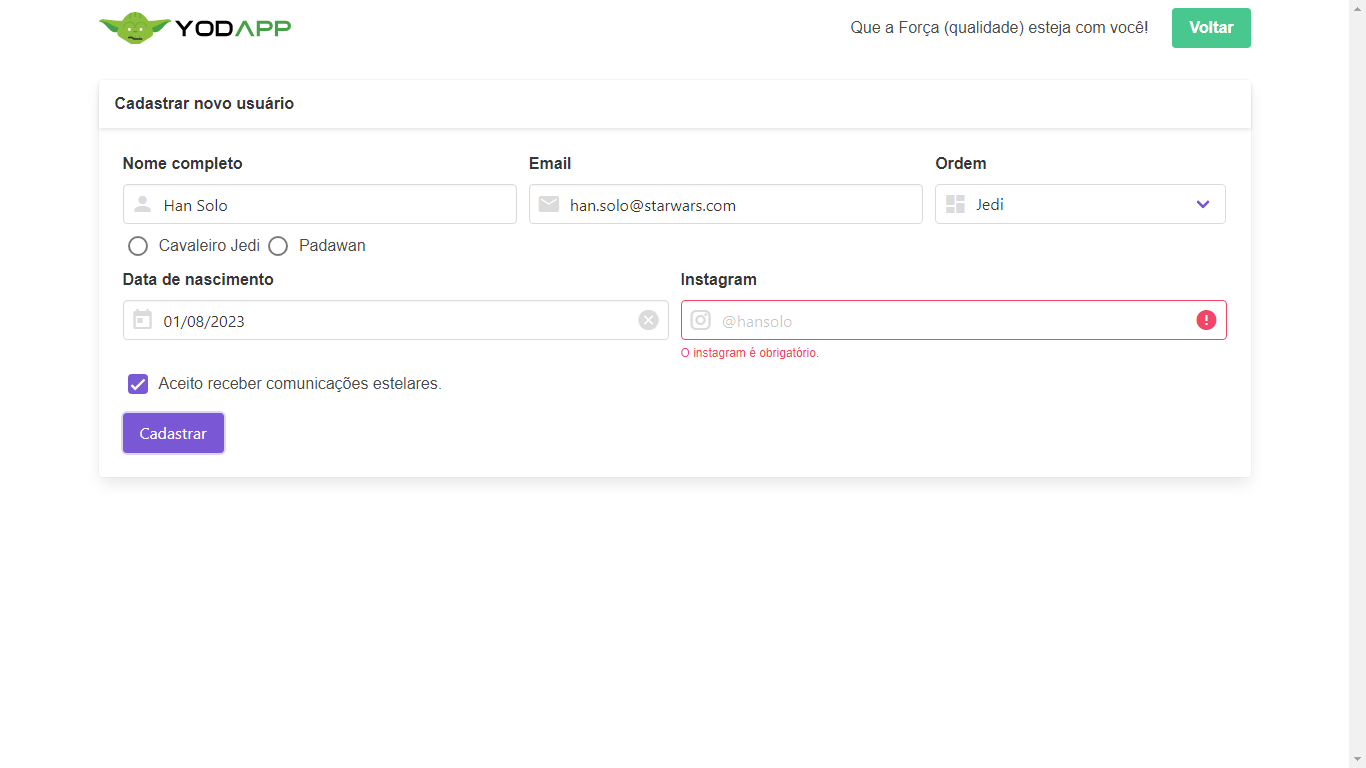 YODAPP
Que a Força (qualidade) esteja com você!
Voltar
Cadastrar novo usuário
Nome completo
Email
Ordem
Han Solo
han.solo@starwars.com
Jedi
Cavaleiro Jedi
Padawan
Data de nascimento
Instagram
01/08/2023
@hansolo
O instagram é obrigatório.
Aceito receber comunicações estelares.
Cadastrar